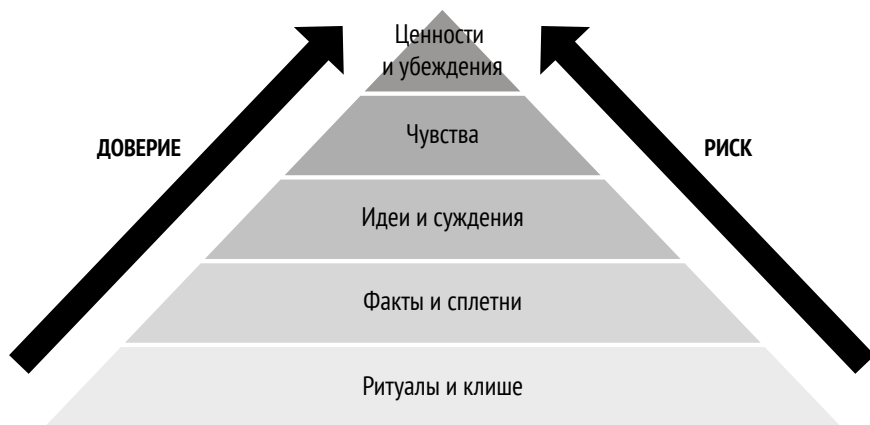 Ценности
и убеждения
Чувства
ДОВЕРИЕ
РИСК
Идеи и суждения
Факты и сплетни
Ритуалы и клише